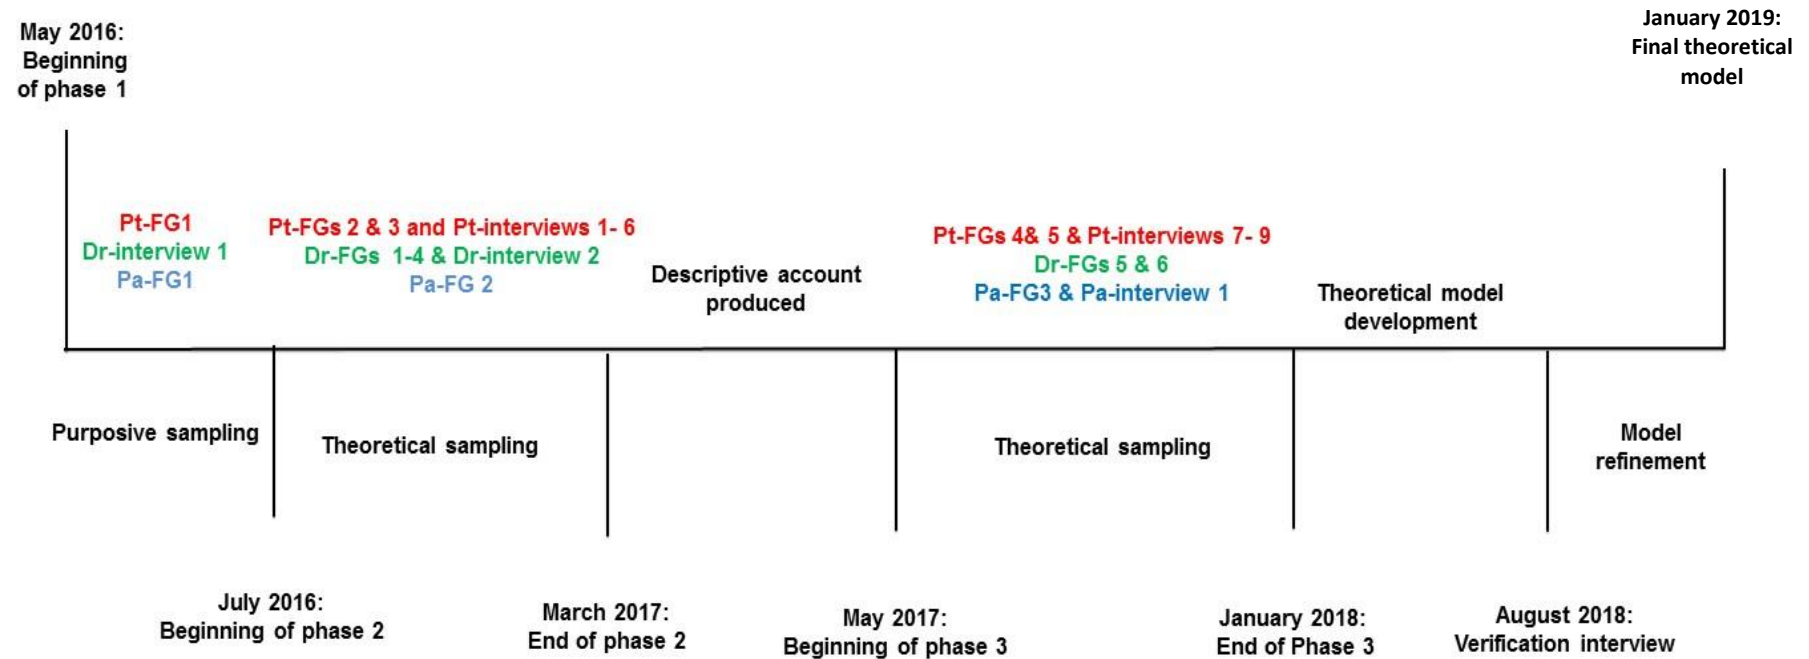 May 2016:
Beginning
of phase 1
January 2019:
Final theoretical
model
Pt-FG1
Dr-interview 1
Pa-FG1
Pt-FGs 2 & 3 and Pt-interviews 1- 6
Dr-FGs 1-4 & Dr-interview 2
Pa-FG 2
Descriptive account
produced
Pt-FGs 4& 5 & Pt-interviews 7- 9
Dr-FGs 5 & 6
Pa-FG3 & Pa-interview 1
Theoretical model
development
Purposive sampling
Theoretical sampling
Theoretical sampling
Model
refinement
July 2016:
Beginning of phase 2
March 2017:
End of phase 2
May 2017:
Beginning of phase 3
January 2018:
End of Phase 3
August 2018:
Verification interview